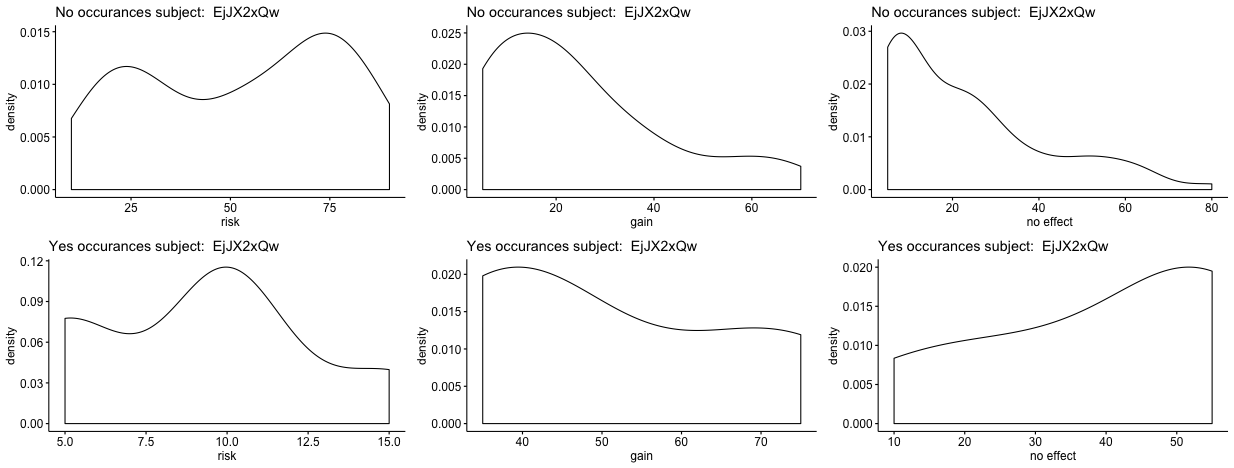 No occurances subject: EjJX2xQw
0.015
0.010
0.005
0.000
density
25 50 75
risk
No occurances subject: EjJX2xQw
0.025
0.020
0.015
0.010
0.005
0.000
density
20 40 60
gain
No occurances subject: EjJX2xQw
0.03
0.02
0.01
0.00
density
20 40 60 80
no effect
Yes occurances subject: EjJX2xQw
0.12
0.09
0.06
0.03
0.00
density
5.0 7.5 10.0 12.5 15.0
risk
Yes occurances subject: EjJX2xQw
0.020
0.015
0.010
0.005
0.000
density
40 50 60 70
gain
Yes occurances subject: EjJX2xQw
0.020
0.015
0.010
0.005
0.000
density
10 20 30 40 50
no effect